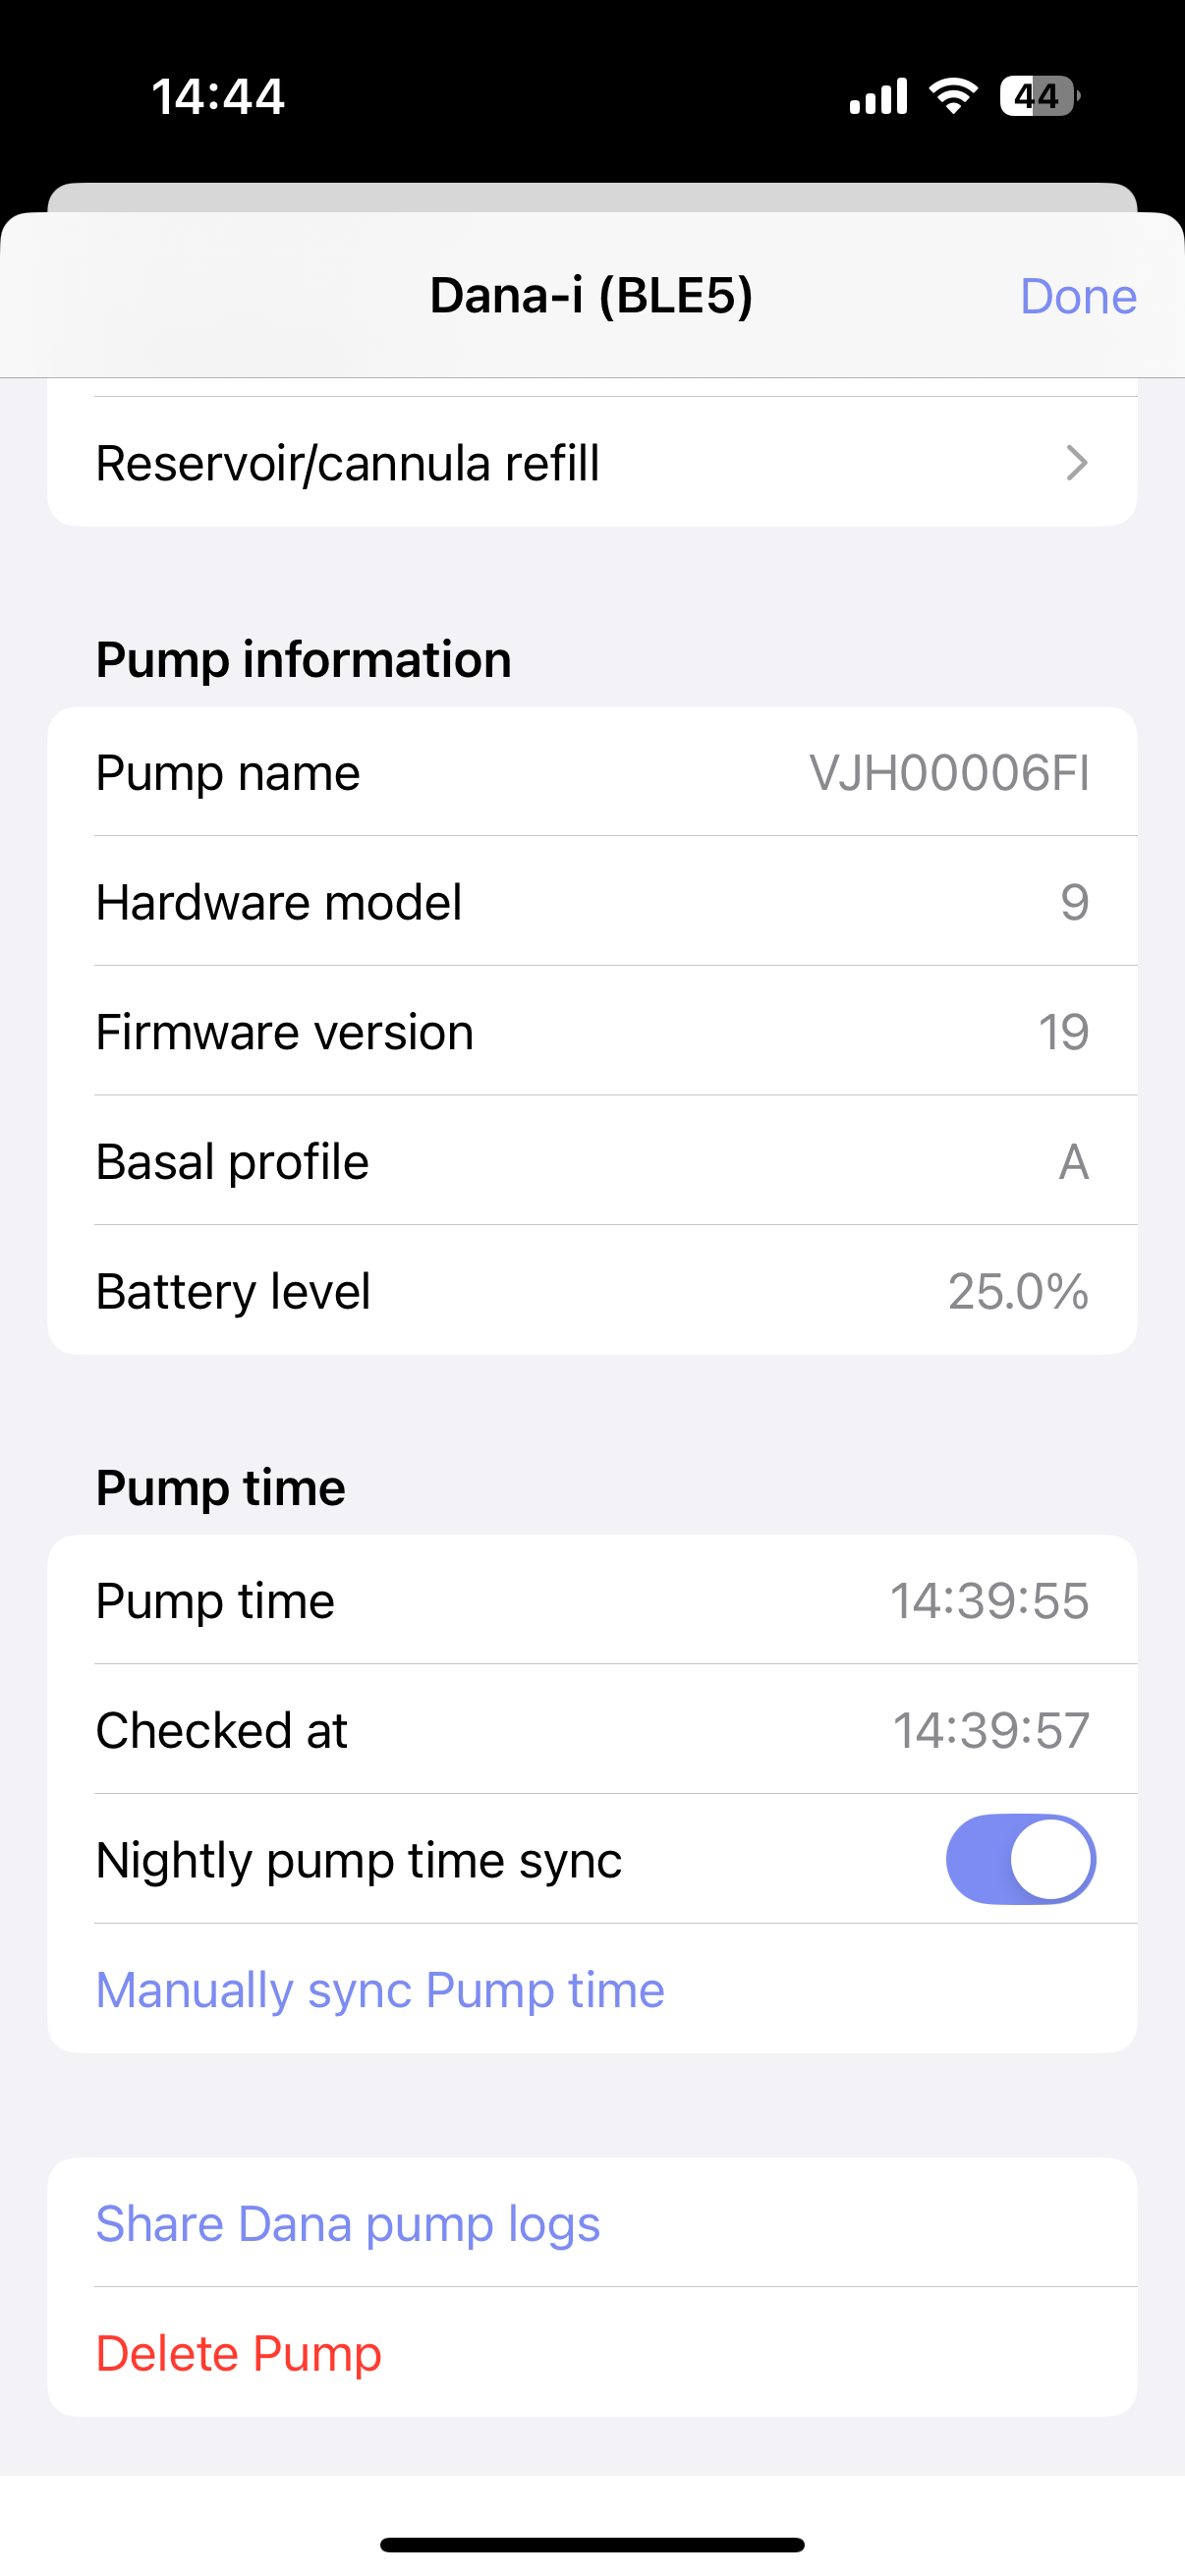 14:44
44
Dana-i (BLE5)
Done
Reservoir/cannula refill
Pump information
Pump name VJH00006FI
Hardware model 9
Firmware version 19
Basal profile A
Battery level 25.0%
Pump time
Pump time 14:39:55
Checked at 14:39:57
Nightly pump time sync
Manually sync Pump time
Share Dana pump logs
Delete Pump